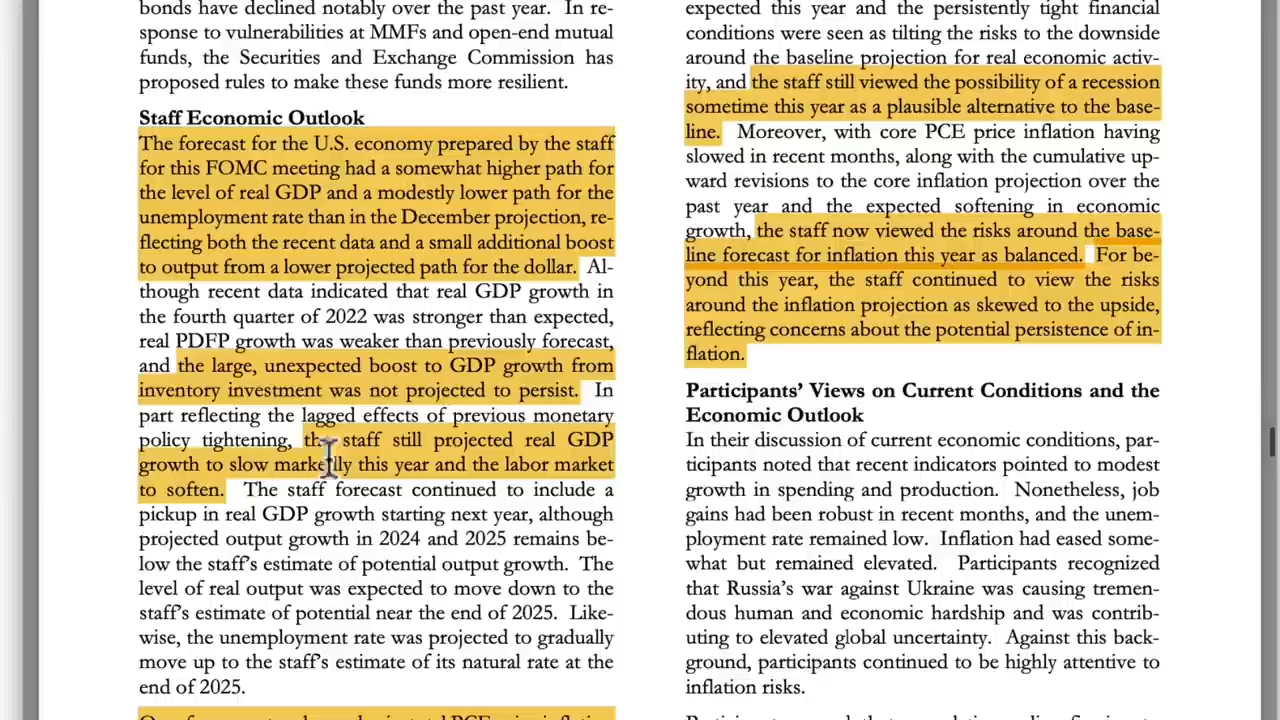 bonds have declined notably over the past year. In re-
sponse to vulnerabilities at MMFs and open-end mutual
funds, the Securities and Exchange Commission has
proposed rules to make these funds more resilient.
Staff Economic Outlook
The forecast for the U.S. economy prepared by the staff
for this FOMC meeting had a somewhat higher path for
the level of real GDP and a modestly lower path for the
unemployment rate than in the December projection, re-
flecting both the recent data and a small additional boost
to output from a lower projected path for the dollar. Al-
though recent data indicated that real GDP growth in
the fourth quarter of 2022 was stronger than expected,
real PDFP growth was weaker than previously forecast,
and the large, unexpected boost to GDP growth from
inventory investment was not projected to persist. In
part reflecting the lagged effects of previous monetary
policy tightening, the staff still projected real GDP
growth to slow markedly this year and the labor market
to soften. The staff forecast continued to include a
pickup in real GDP growth starting next year, although
projected output growth in 2024 and 2025 remains be-
low the staff's estimate of potential output growth. The
level of real output was expected to move down to the
staff's estimate of potential near the end of 2025. Like-
wise, the unemployment rate was projected to gradually
move up to the staff's estimate of its natural rate at the
end of 2025.
expected this year and the persistently tight financial
conditions were seen as tilting the risks to the downside
around the baseline projection for real economic activ-
ity, and the staff still viewed the possibility of a recession
sometime this year as a plausible alternative to the base-
line. Moreover, with core PCE price inflation having
slowed in recent months, along with the cumulative up-
ward revisions to the core inflation projection over the
past year and the expected softening in economic
growth, the staff now viewed the risks around the base-
line forecast for inflation this year as balanced. For be-
yond this year, the staff continued to view the risks
around the inflation projection as skewed to the upside,
reflecting concerns about the potential persistence of in-
flation.
Participants' Views on Current Conditions and the
Economic Outlook
In their discussion of current economic conditions, par-
ticipants noted that recent indicators pointed to modest
growth in spending and production. Nonetheless, job
gains had been robust in recent months, and the unem-
ployment rate remained low. Inflation had eased some-
what but remained elevated. Participants recognized
that Russia's war against Ukraine was causing tremen-
dous human and economic hardship and was contrib-
uting to elevated global uncertainty. Against this back-
ground, participants continued to be highly attentive to
inflation risks.